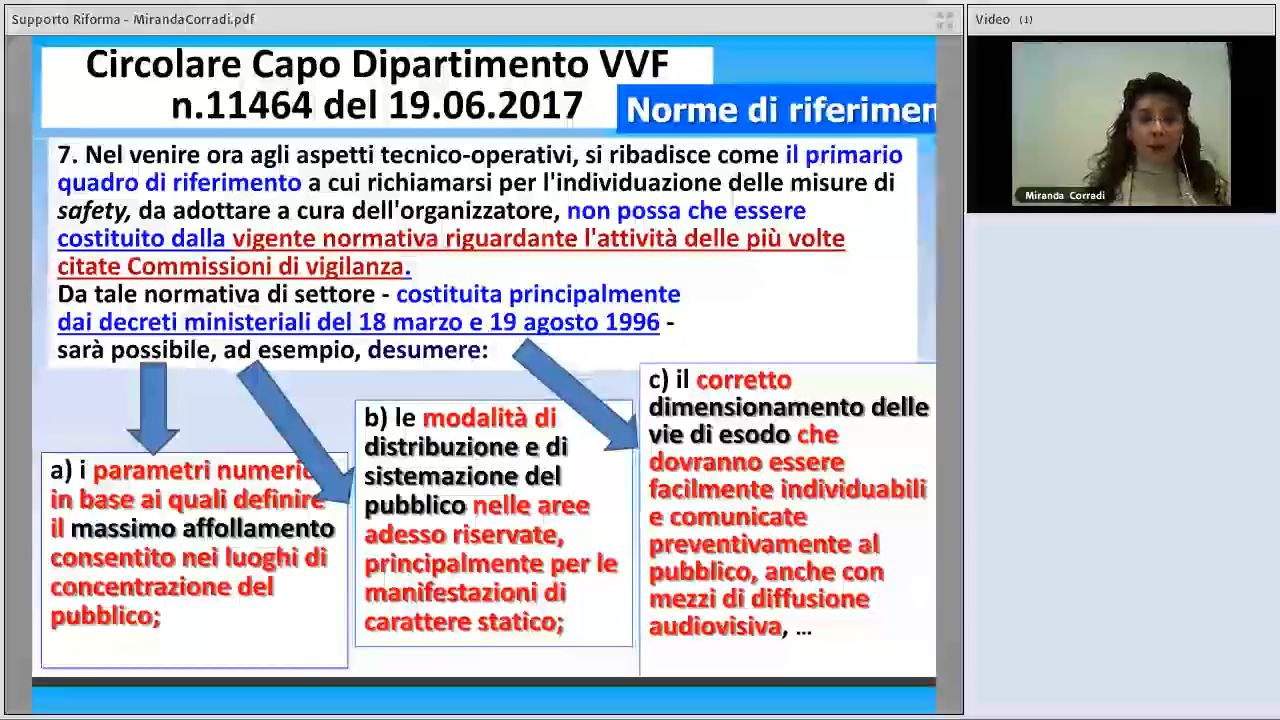 Supporto Riforma - MirandaCorradi.pdf
Video (1)
Circolare Capo Dipartimento VVF
n.11464 del 19.06.2017
Norme di riferimen
7. Nel venire ora agli aspetti tecnico-operativi, si ribadisce come il primario
quadro di riferimento a cui richiamarsi per l'individuazione delle misure di
safety, da adottare a cura dell'organizzatore, non possa che essere
costituito dalla vigente normativa riguardante l'attività delle più volte
citate Commissioni di vigilanza.
Da tale normativa di settore - costituita principalmente
dai decreti ministeriali del 18 marzo e 19 agosto 1996 -
sarà possibile, ad esempio, desumere:
a) i parametri numeric
in base ai quali definire
il massimo affollamento
consentito nei luoghi di
concentrazione del
pubblico;
b) le modalità di
distribuzione e di
sistemazione del
pubblico nelle aree
adesso riservate,
principalmente per le
manifestazioni di
carattere statico;
c) il corretto
dimensionamento delle
vie di esodo che
dovranno essere
facilmente individuabili
e comunicate
preventivamente al
pubblico, anche con
mezzi di diffusione
audiovisiva, ...
Miranda Corradi